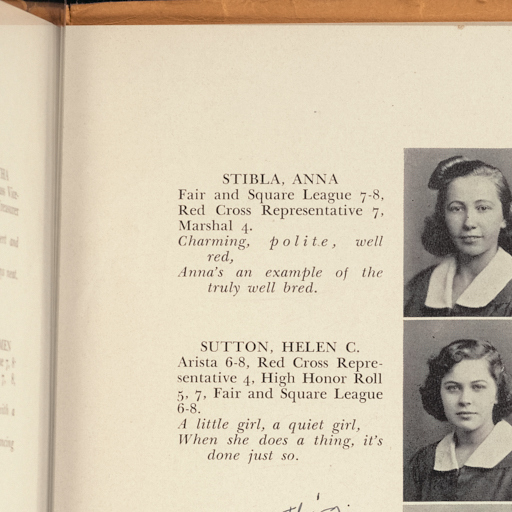 STIBLA, ANNA
Fair and Square League 7-8,
Red Cross Representative 7,
Marshal 4.
Charming, polite, well
red,
Anna's an example of the
truly well bred.
SUTTON, HELEN C.
Arista 6-8, Red Cross Repre-
sentative 4, High Honor Roll
5, 7, Fair and Square League
6-8.
A little girl, a quiet girl,
When she does a thing, it's
done just so.